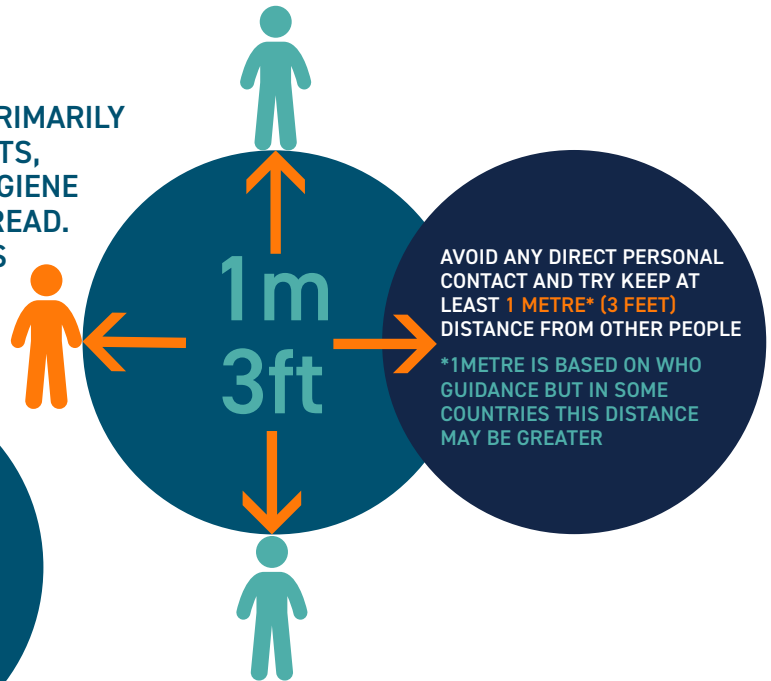 RIMARILY
TS,
GIENE
READ.
S
1m
3ft
AVOID ANY DIRECT PERSONAL
CONTACT AND TRY KEEP AT
LEAST 1 METRE* (3 FEET)
DISTANCE FROM OTHER PEOPLE
*1METRE IS BASED ON WHO
GUIDANCE BUT IN SOME
COUNTRIES THIS DISTANCE
MAY BE GREATER